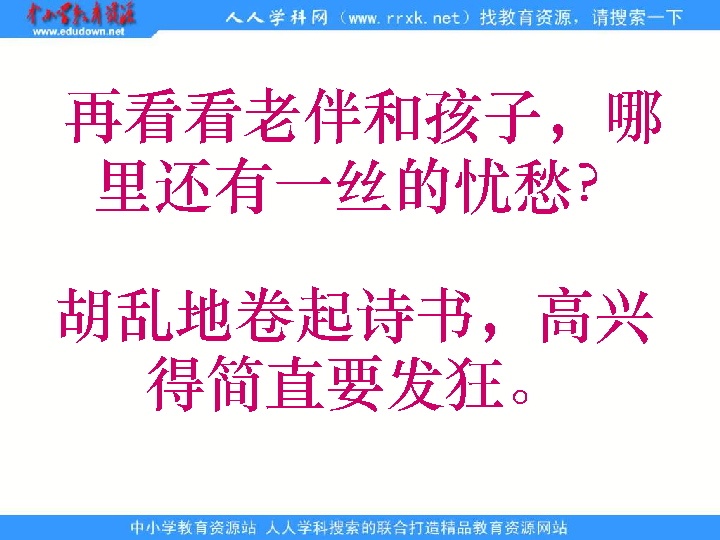 中小学教育资源
www.edudown.net
人人学科网（www.rrxk.net）找教育资源，请搜索一下
再看看老伴和孩子，哪
里还有一丝的忧愁？
胡乱地卷起诗书，高兴
得简直要发狂。
中小学教育资源站 人人学科搜索的联合打造精品教育资源网站